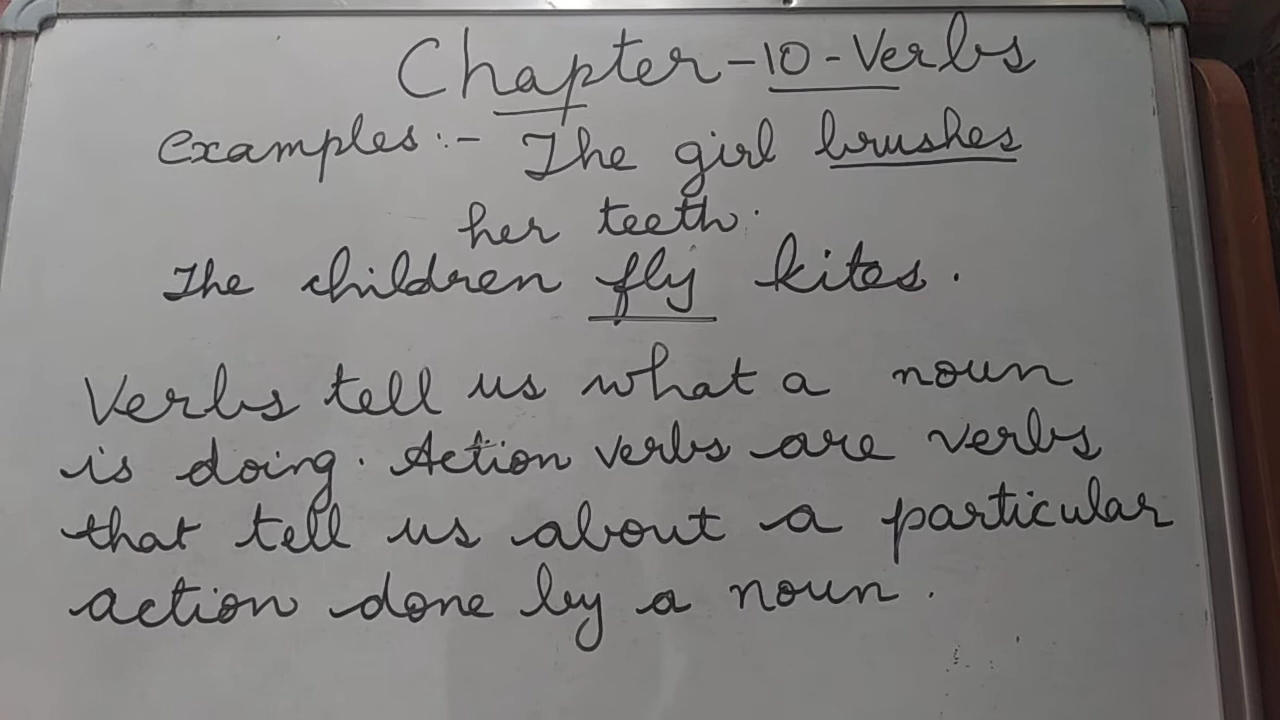 Chapter-10-Verbs
examples:- The girl brushes
her teeth.
The children fly kites.
Verbs tell us what a noun
is doing. Action verbs are verbs
that tell us about a particular
action done by a noun.